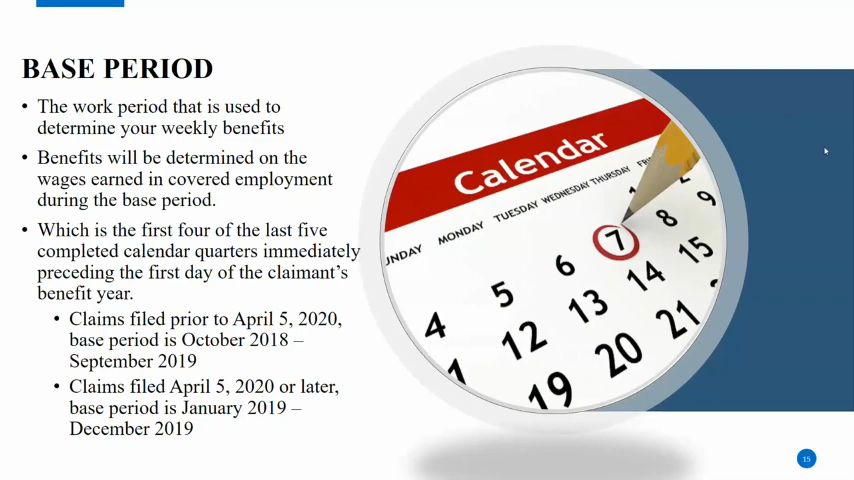 BASE PERIOD
• The work period that is used to
determine your weekly benefits
• Benefits will be determined on the
wages earned in covered employment
during the base period.
• Which is the first four of the last five
completed calendar quarters immediately
preceding the first day of the claimant's
benefit year.
• Claims filed prior to April 5, 2020,
base period is October 2018 –
September 2019
• Claims filed April 5, 2020 or later,
base period is January 2019 –
December 2019
Calendar
UNDAY MONDAY TUESDAY WEDNESDAY THURSDAY FRI
1 2
4 5 6 7 8 9
1 12 13 14 15
19 20 21
15